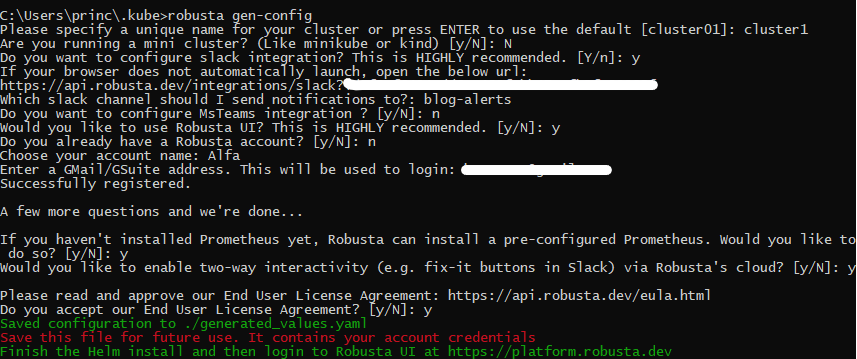 C:\Users\princ\.kube>robusta gen-config
Please specify a unique name for your cluster or press ENTER to use the default [cluster01]: cluster1
Are you running a mini cluster? (Like minikube or kind) [y/N]: N
Do you want to configure slack integration? This is HIGHLY recommended. [Y/n]: y
If your browser does not automatically launch, open the below url:
https://api.robusta.dev/integrations/slack?
Which slack channel should I send notifications to?: blog-alerts
Do you want to configure MsTeams integration ? [y/N]: n
Would you like to use Robusta UI? This is HIGHLY recommended. [y/N]: y
Do you already have a Robusta account? [y/N]: n
Choose your account name: Alfa
Enter a GMail/GSuite address. This will be used to login:
Successfully registered.
A few more questions and we're done...
If you haven't installed Prometheus yet, Robusta can install a pre-configured Prometheus. Would you like to
do so? [y/N]: y
Would you like to enable two-way interactivity (e.g. fix-it buttons in Slack) via Robusta's cloud? [y/N]: y
Please read and approve our End User License Agreement: https://api.robusta.dev/eula.html
Do you accept our End User License Agreement? [y/N]: y
Saved configuration to ./generated_values.yaml
Save this file for future use. It contains your account credentials
Finish the Helm install and then login to Robusta UI at https://platform.robusta.dev